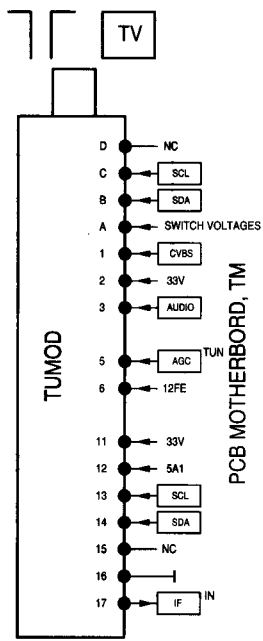 TV
D NC
C SCL
B SDA
A SWITCH VOLTAGES
1 CVBS
2 33V
3 AUDIO
5 AGC TUN
6 12FE
11 33V
12 5A1
13 SCL
14 SDA
15 NC
16
17 IF IN
TUMOD
PCB MOTHERBORD, TM